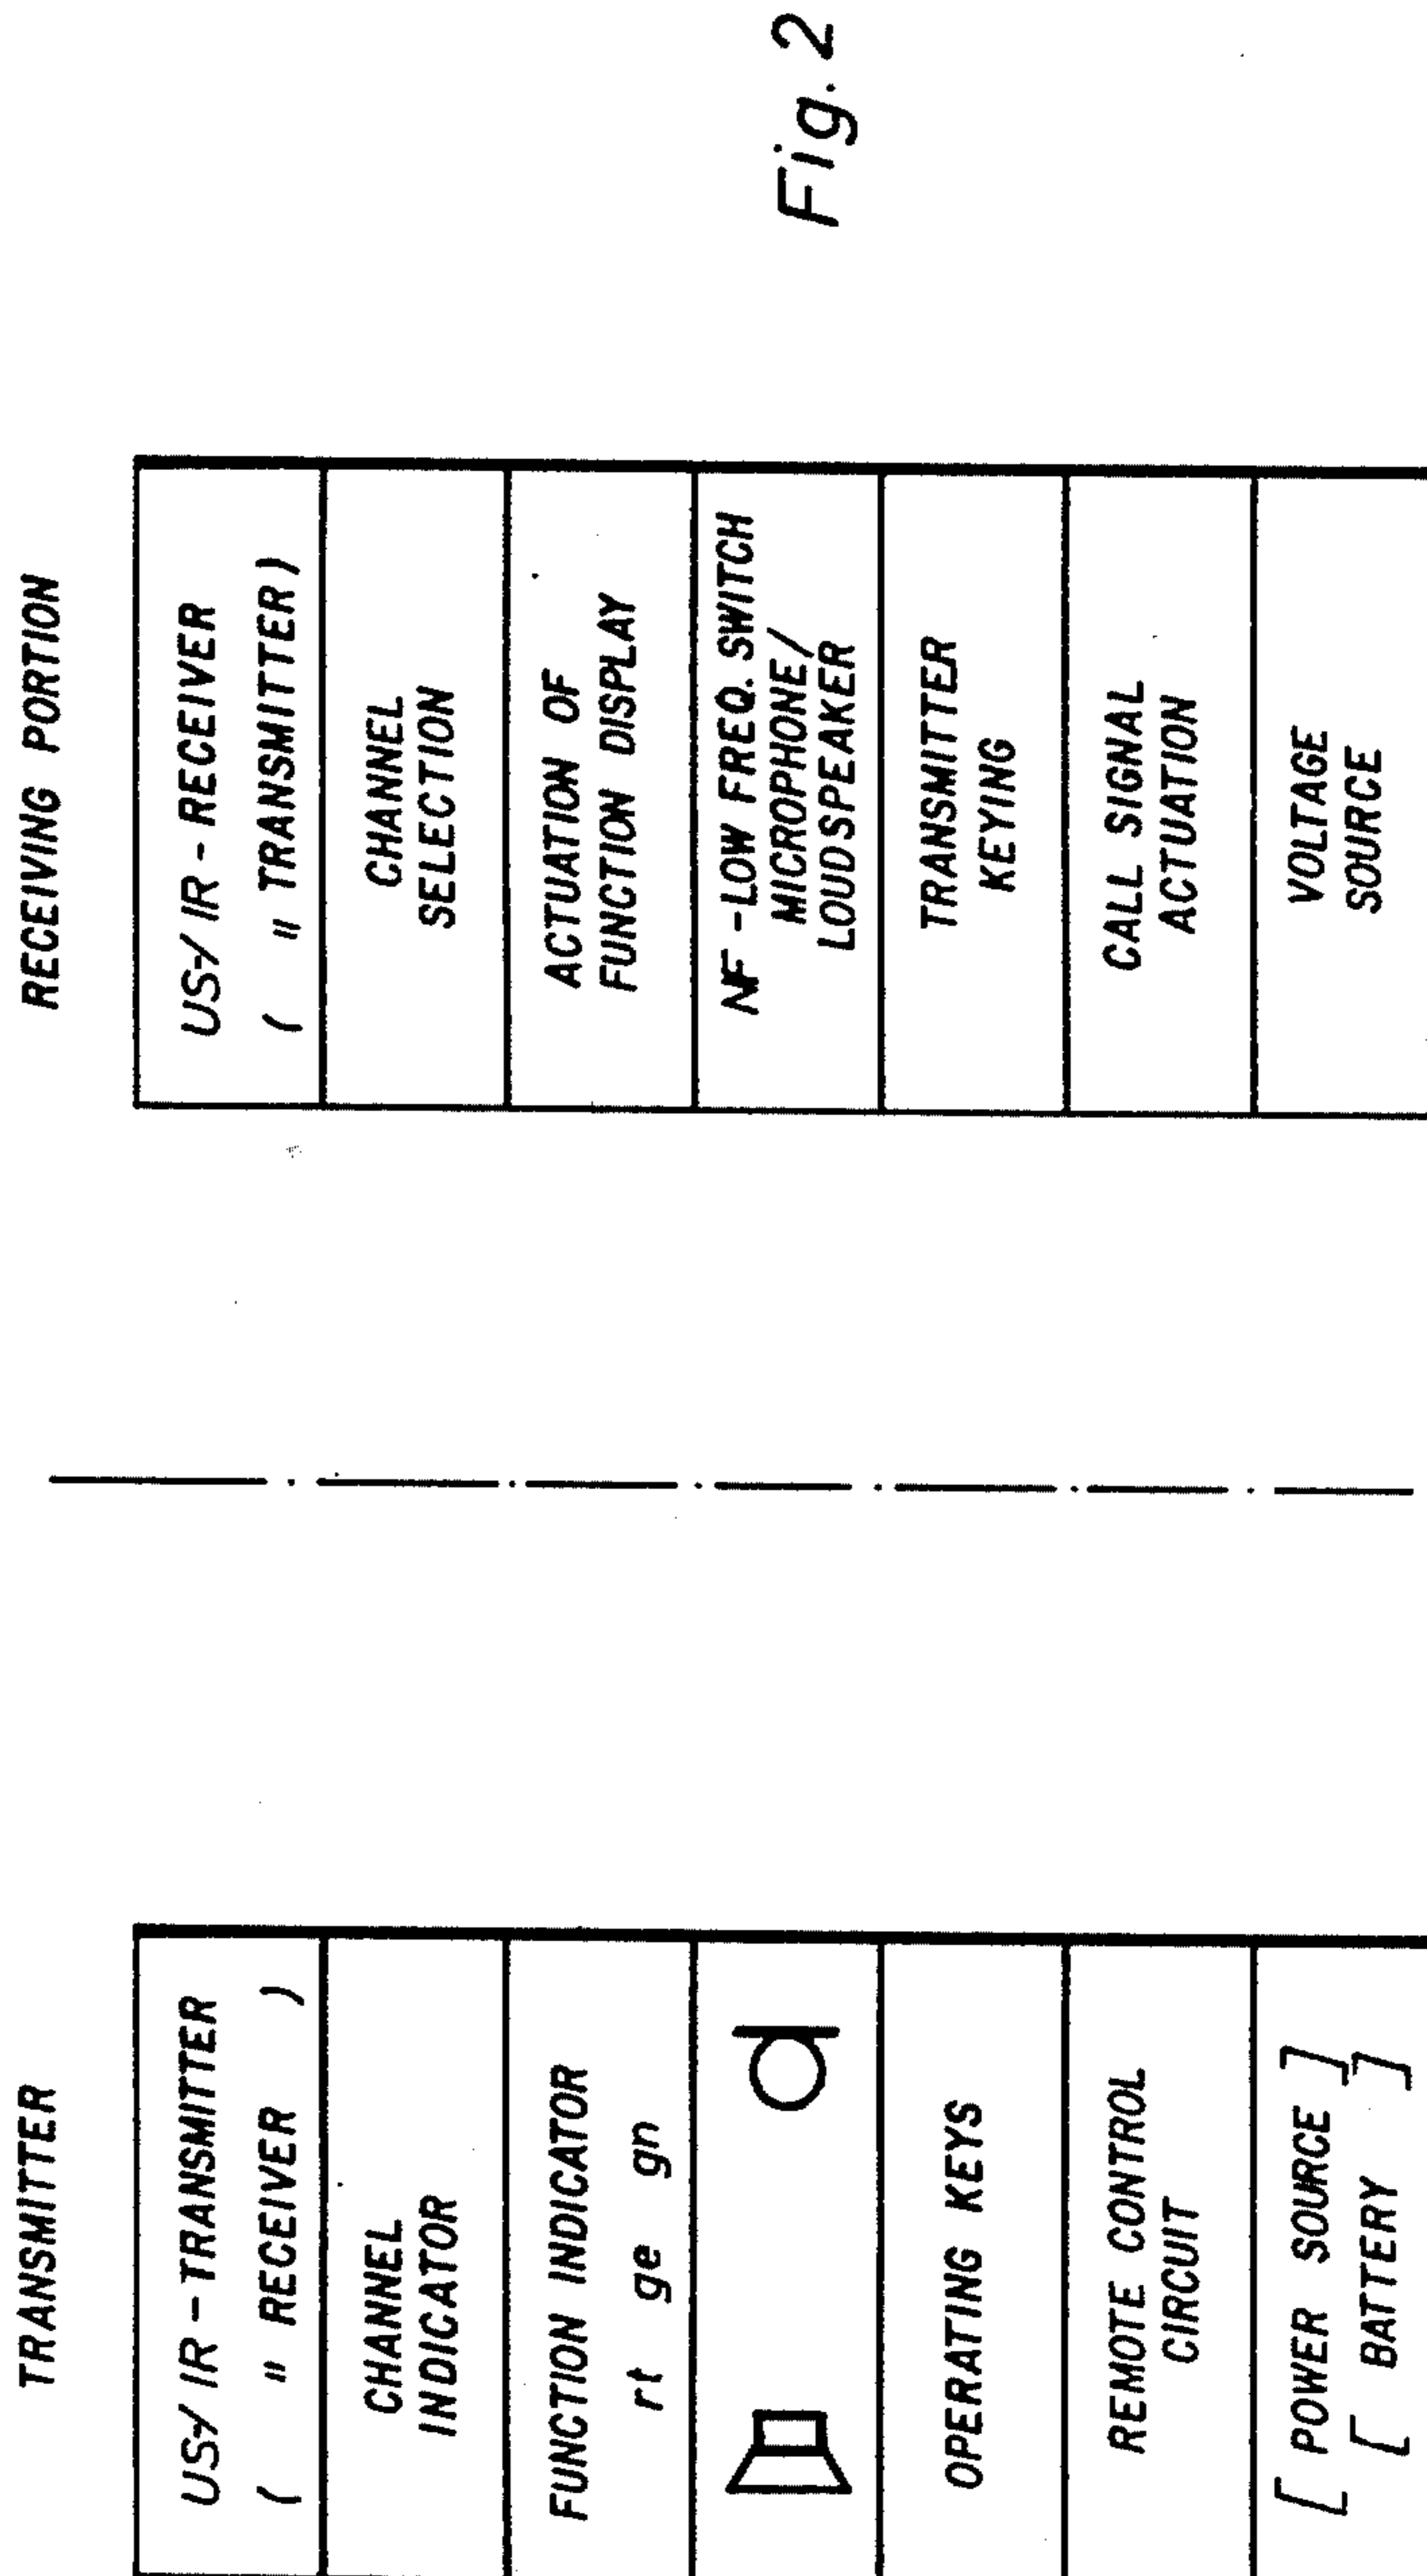 TRANSMITTER
US-/ IR - TRANSMITTER
( " RECEIVER )
CHANNEL
INDICATOR
FUNCTION INDICATOR
rt ge gn
OPERATING KEYS
REMOTE CONTROL
CIRCUIT
[ POWER SOURCE ]
[ BATTERY ]
RECEIVING PORTION
US-/ IR - RECEIVER
( " TRANSMITTER )
CHANNEL
SELECTION
ACTUATION OF
FUNCTION DISPLAY
NF - LOW FREQ. SWITCH
MICROPHONE /
LOUDSPEAKER
TRANSMITTER
KEYING
CALL SIGNAL
ACTUATION
VOLTAGE
SOURCE
Fig. 2